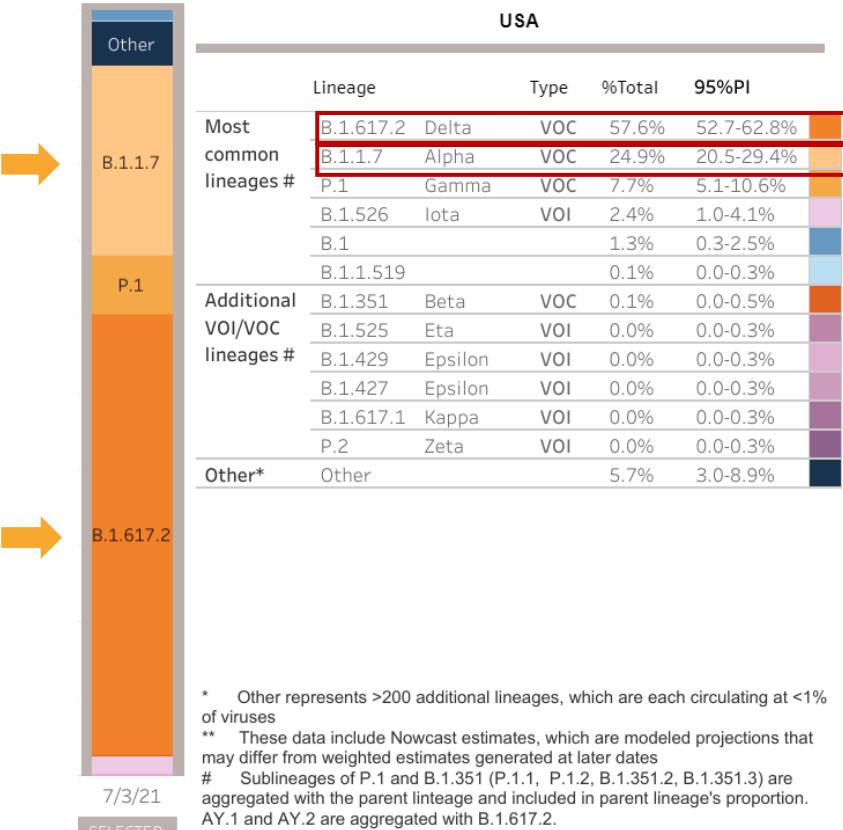 USA
Other
B.1.1.7
P.1
B.1.617.2
7/3/21
SELECTED
Lineage Type %Total 95%PI
Most common lineages #
B.1.617.2 Delta VOC 57.6% 52.7-62.8%
B.1.1.7 Alpha VOC 24.9% 20.5-29.4%
P.1 Gamma VOC 7.7% 5.1-10.6%
B.1.526 Iota VOI 2.4% 1.0-4.1%
B.1 1.3% 0.3-2.5%
B.1.1.519 0.1% 0.0-0.3%
Additional VOI/VOC lineages #
B.1.351 Beta VOC 0.1% 0.0-0.5%
B.1.525 Eta VOI 0.0% 0.0-0.3%
B.1.429 Epsilon VOI 0.0% 0.0-0.3%
B.1.427 Epsilon VOI 0.0% 0.0-0.3%
B.1.617.1 Kappa VOI 0.0% 0.0-0.3%
P.2 Zeta VOI 0.0% 0.0-0.3%
Other* Other 5.7% 3.0-8.9%
* Other represents >200 additional lineages, which are each circulating at <1%
of viruses
** These data include Nowcast estimates, which are modeled projections that
may differ from weighted estimates generated at later dates
# Sublineages of P.1 and B.1.351 (P.1.1, P.1.2, B.1.351.2, B.1.351.3) are
aggregated with the parent linteage and included in parent lineage's proportion.
AY.1 and AY.2 are aggregated with B.1.617.2.